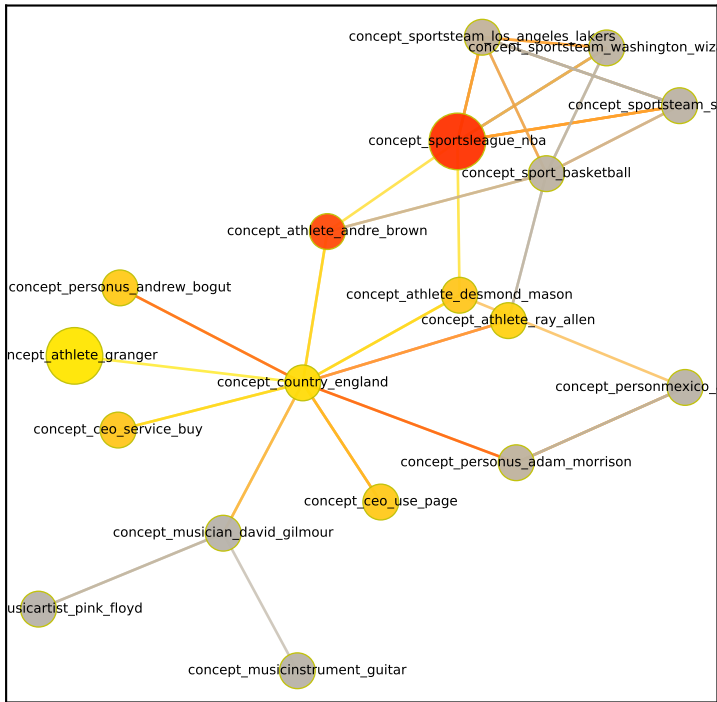 concept_sportsteam_los_angeles_lakers
concept_sportsteam_washington_wiz
concept_sportsteam_s
concept_sportsleague_nba
concept_sport_basketball
concept_athlete_andre_brown
concept_personus_andrew_bogut
concept_athlete_desmond_mason
concept_athlete_ray_allen
ncept_athlete_granger
concept_country_england
concept_personmexico_
concept_ceo_service_buy
concept_personus_adam_morrison
concept_ceo_use_page
concept_musician_david_gilmour
usicartist_pink_floyd
concept_musicinstrument_guitar